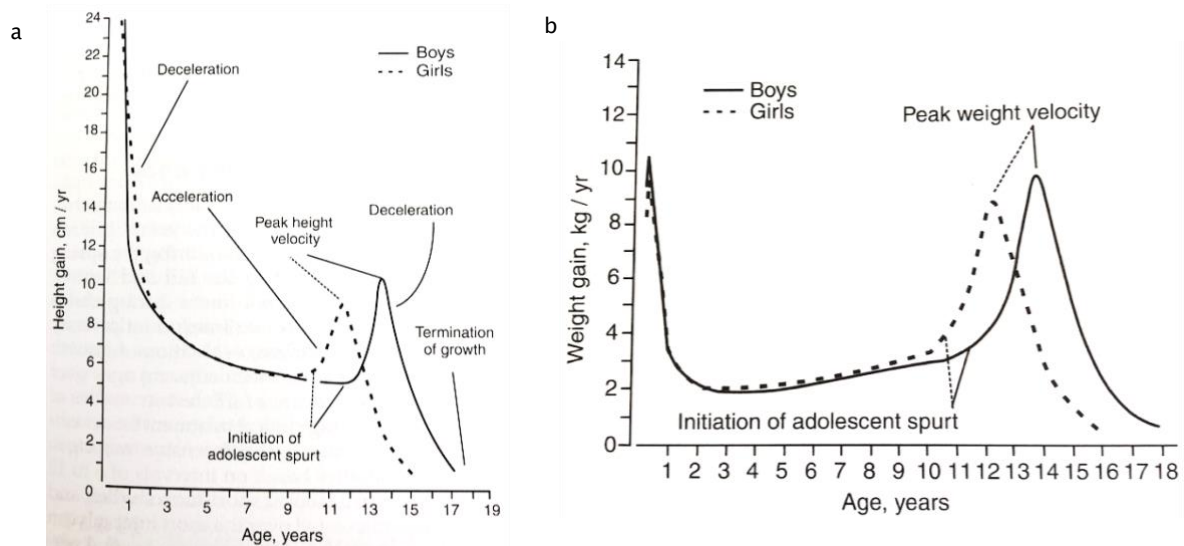 a
24
22
20
18
16
14
12
10
8
6
4
2
0
Height gain, cm / yr
Boys
Girls
Deceleration
Acceleration
Peak height
velocity
Deceleration
Termination
of growth
Initiation of
adolescent spurt
1 3 5 7 9 11 13 15 17 19
Age, years
b
14
12
10
8
6
4
2
0
Weight gain, kg / yr
Boys
Girls
Peak weight velocity
Initiation of adolescent spurt
1 2 3 4 5 6 7 8 9 10 11 12 13 14 15 16 17 18
Age, years